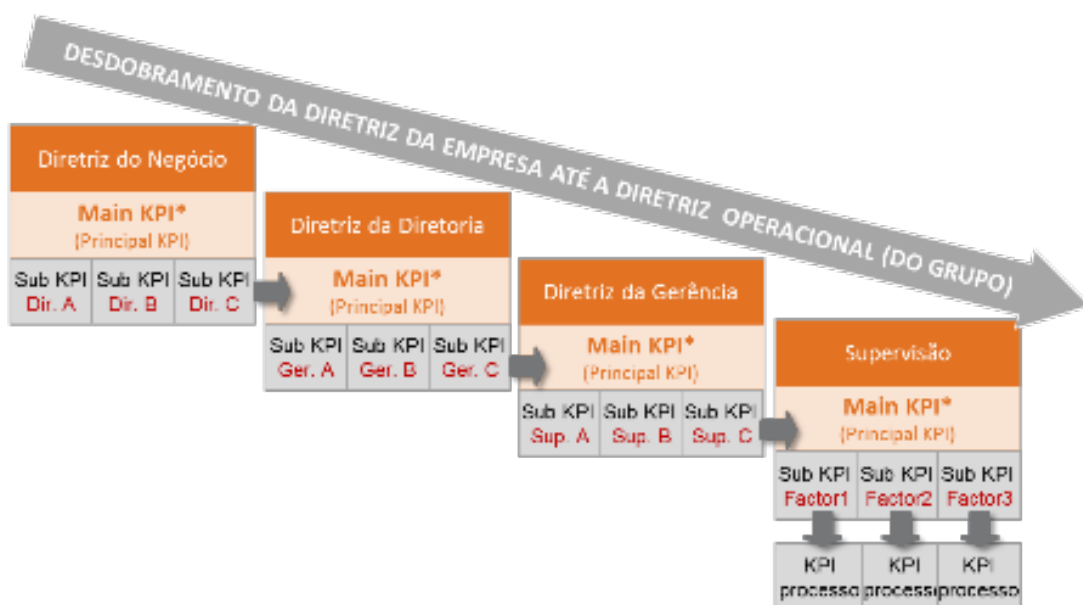 DESDOBRAMENTO DA DIRETRIZ DA EMPRESA ATÉ A DIRETRIZ OPERACIONAL (DO GRUPO)
Diretriz do Negócio
Main KPI*
(Principal KPI)
Sub KPI Sub KPI Sub KPI
Dir. A Dir. B Dir. C
Diretriz da Diretoria
Main KPI*
(Principal KPI)
Sub KPI Sub KPI Sub KPI
Ger. A Ger. B Ger. C
Diretriz da Gerência
Main KPI*
(Principal KPI)
Sub KPI Sub KPI Sub KPI
Sup. A Sup. B Sup. C
Supervisão
Main KPI*
(Principal KPI)
Sub KPI Sub KPI Sub KPI
Factor1 Factor2 Factor3
KPI KPI KPI
processo processo processo